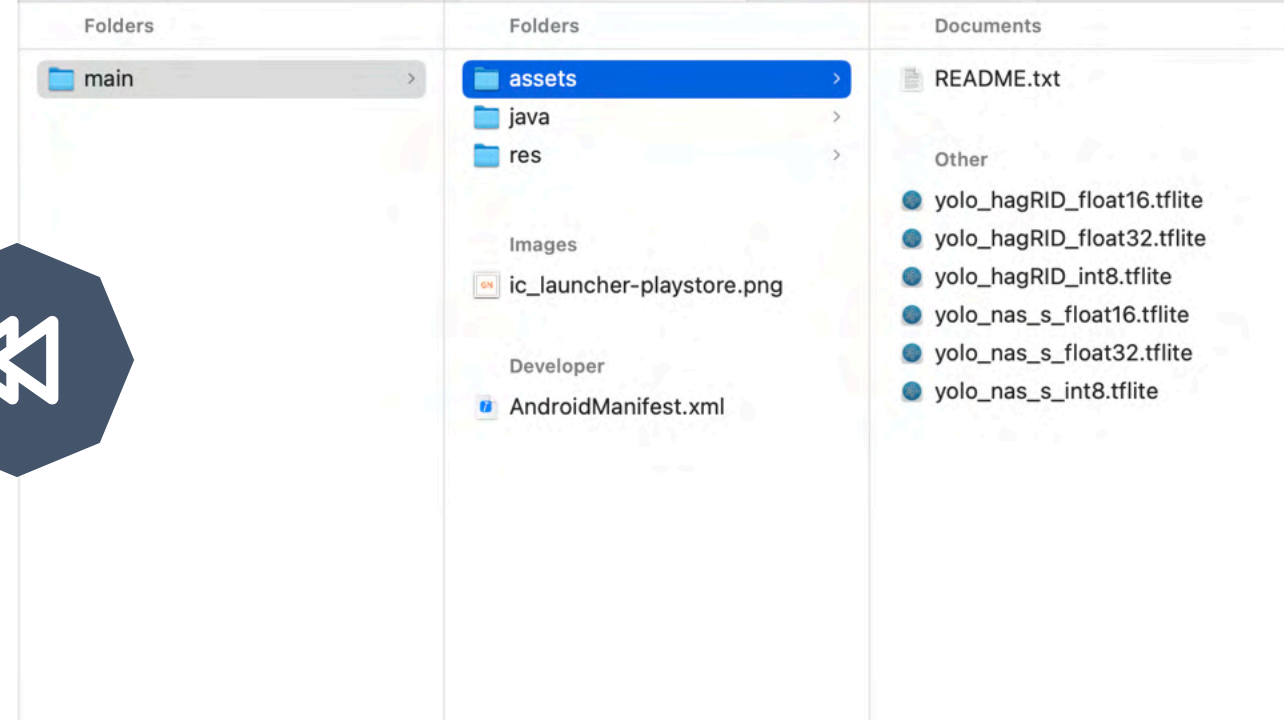 Folders
main
Folders
assets
java
res
Images
GN
ic_launcher-playstore.png
Developer
AndroidManifest.xml
Documents
README.txt
Other
yolo_hagRID_float16.tflite
yolo_hagRID_float32.tflite
yolo_hagRID_int8.tflite
yolo_nas_s_float16.tflite
yolo_nas_s_float32.tflite
yolo_nas_s_int8.tflite